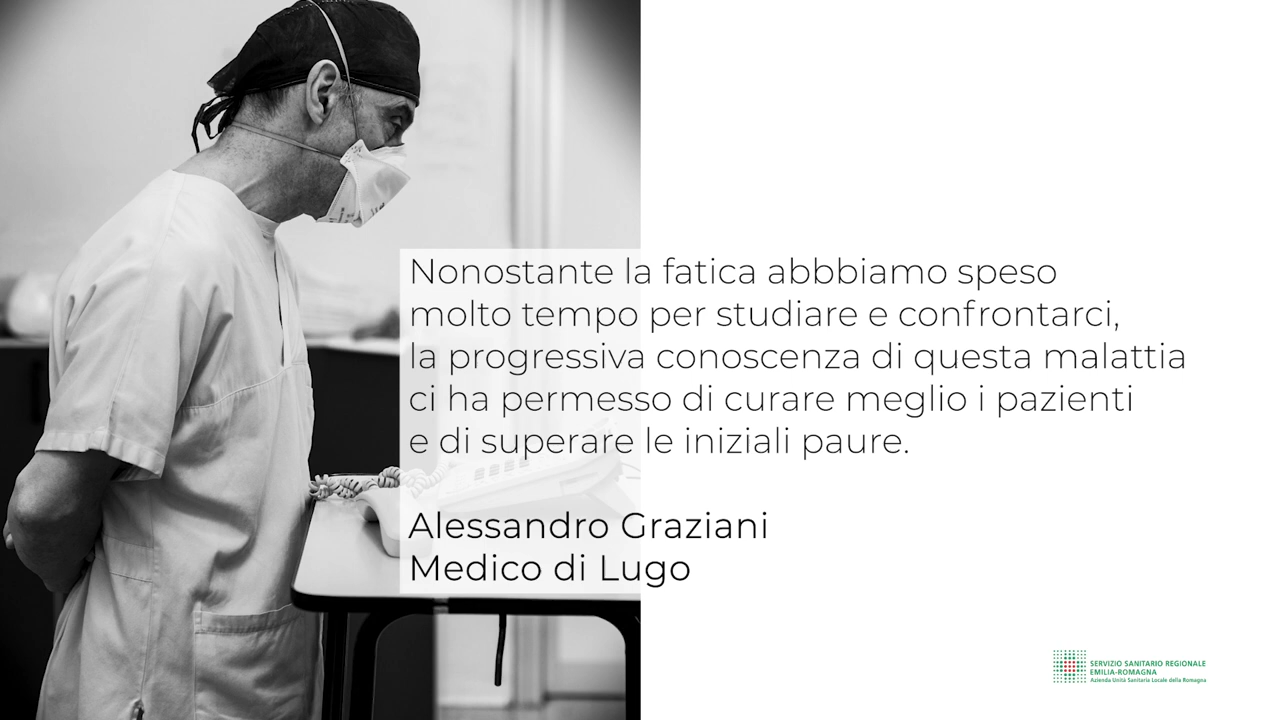 Nonostante la fatica abbbiamo speso
molto tempo per studiare e confrontarci,
la progressiva conoscenza di questa malattia
ci ha permesso di curare meglio i pazienti
e di superare le iniziali paure.
Alessandro Graziani
Medico di Lugo
SERVIZIO SANITARIO REGIONALE
EMILIA-ROMAGNA
Azienda Unità Sanitaria Locale della Romagna